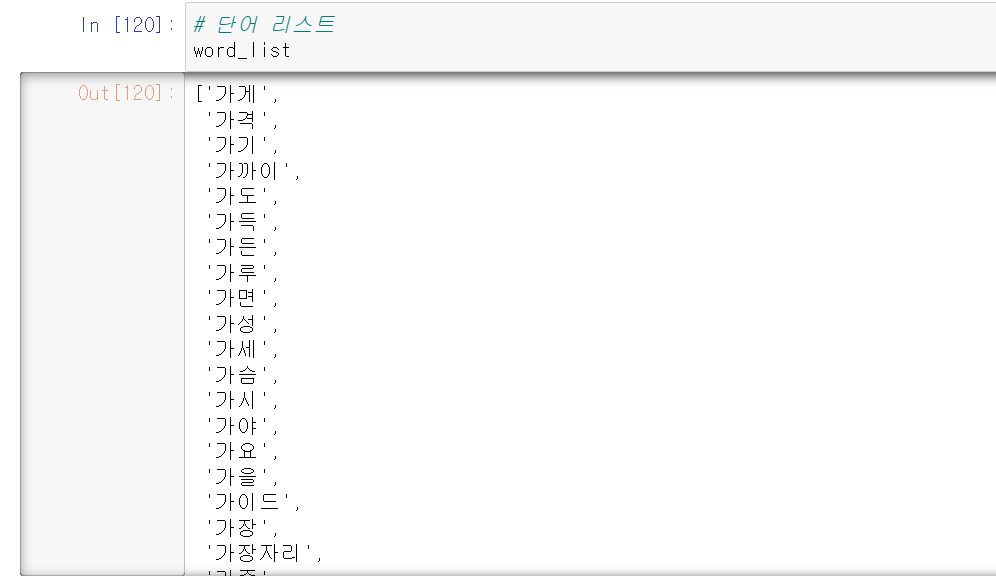 In [120]: # 단어 리스트
word_list
Out[120]: ['가게',
'가격',
'가기',
'가까이',
'가도',
'가득',
'가든',
'가루',
'가면',
'가성',
'가세',
'가슴',
'가시',
'가야',
'가요',
'가을',
'가이드',
'가장',
'가장자리',